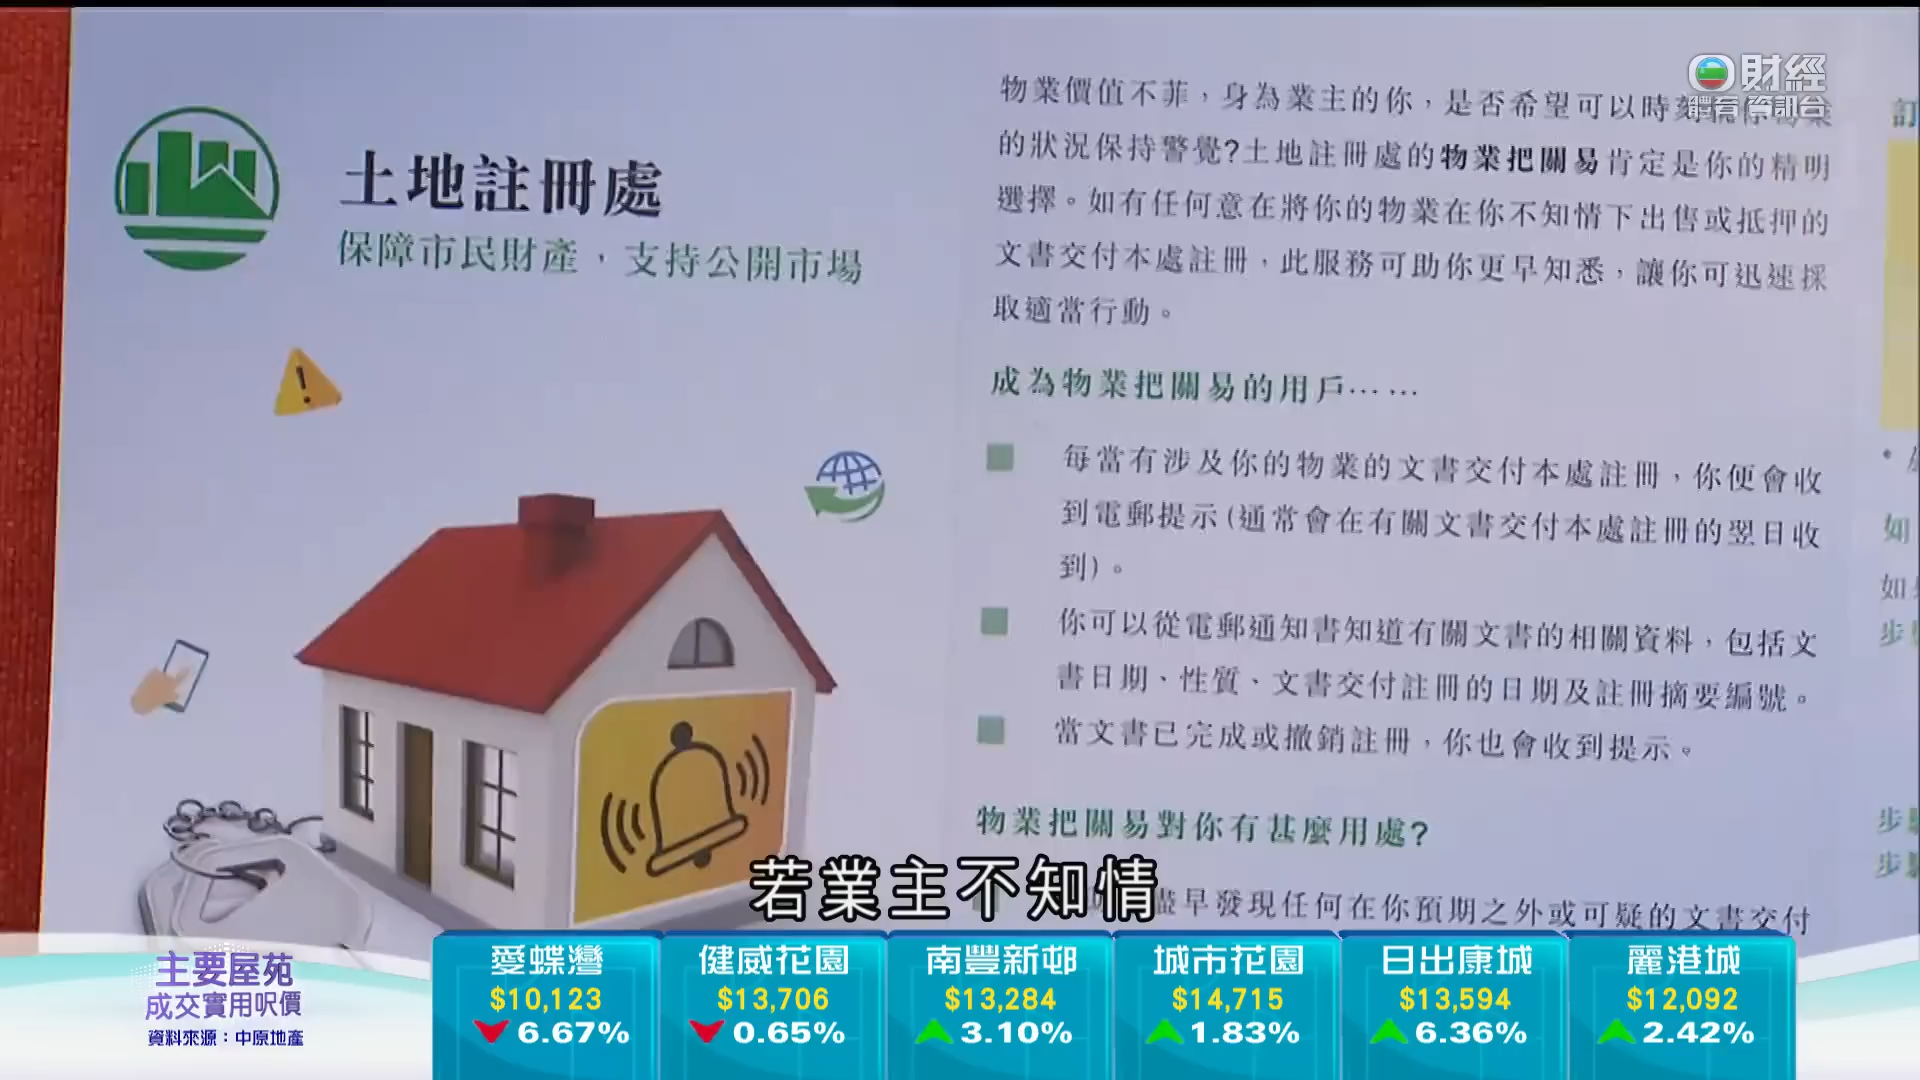 財經
體育 資訊台
土地註冊處
保障市民財產，支持公開市場
物業價值不菲，身為業主的你，是否希望可以時刻
的狀況保持警覺?土地註冊處的物業把關易肯定是你的精明
選擇。如有任何意在將你的物業在你不知情下出售或抵押的
文書交付本處註冊，此服務可助你更早知悉，讓你可迅速採
取適當行動。
成為物業把關易的用戶……
每當有涉及你的物業的文書交付本處註冊，你便會收
到電郵提示(通常會在有關文書交付本處註冊的翌日收
到)。
你可以從電郵通知書知道有關文書的相關資料，包括文
書日期、性質、文書交付註冊的日期及註冊摘要編號。
當文書已完成或撤銷註冊，你也會收到提示。
物業把關易對你有甚麼用處?
盡早發現任何在你預期之外或可疑的文書交付
訂
如
如
步
步
步
若業主不知情
主要屋苑
成交實用呎價
資料來源：中原地產
愛蝶灣
$10,123
6.67%
健威花園
$13,706
0.65%
南豐新邨
$13,284
3.10%
城市花園
$14,715
1.83%
日出康城
$13,594
6.36%
麗港城
$12,092
2.42%